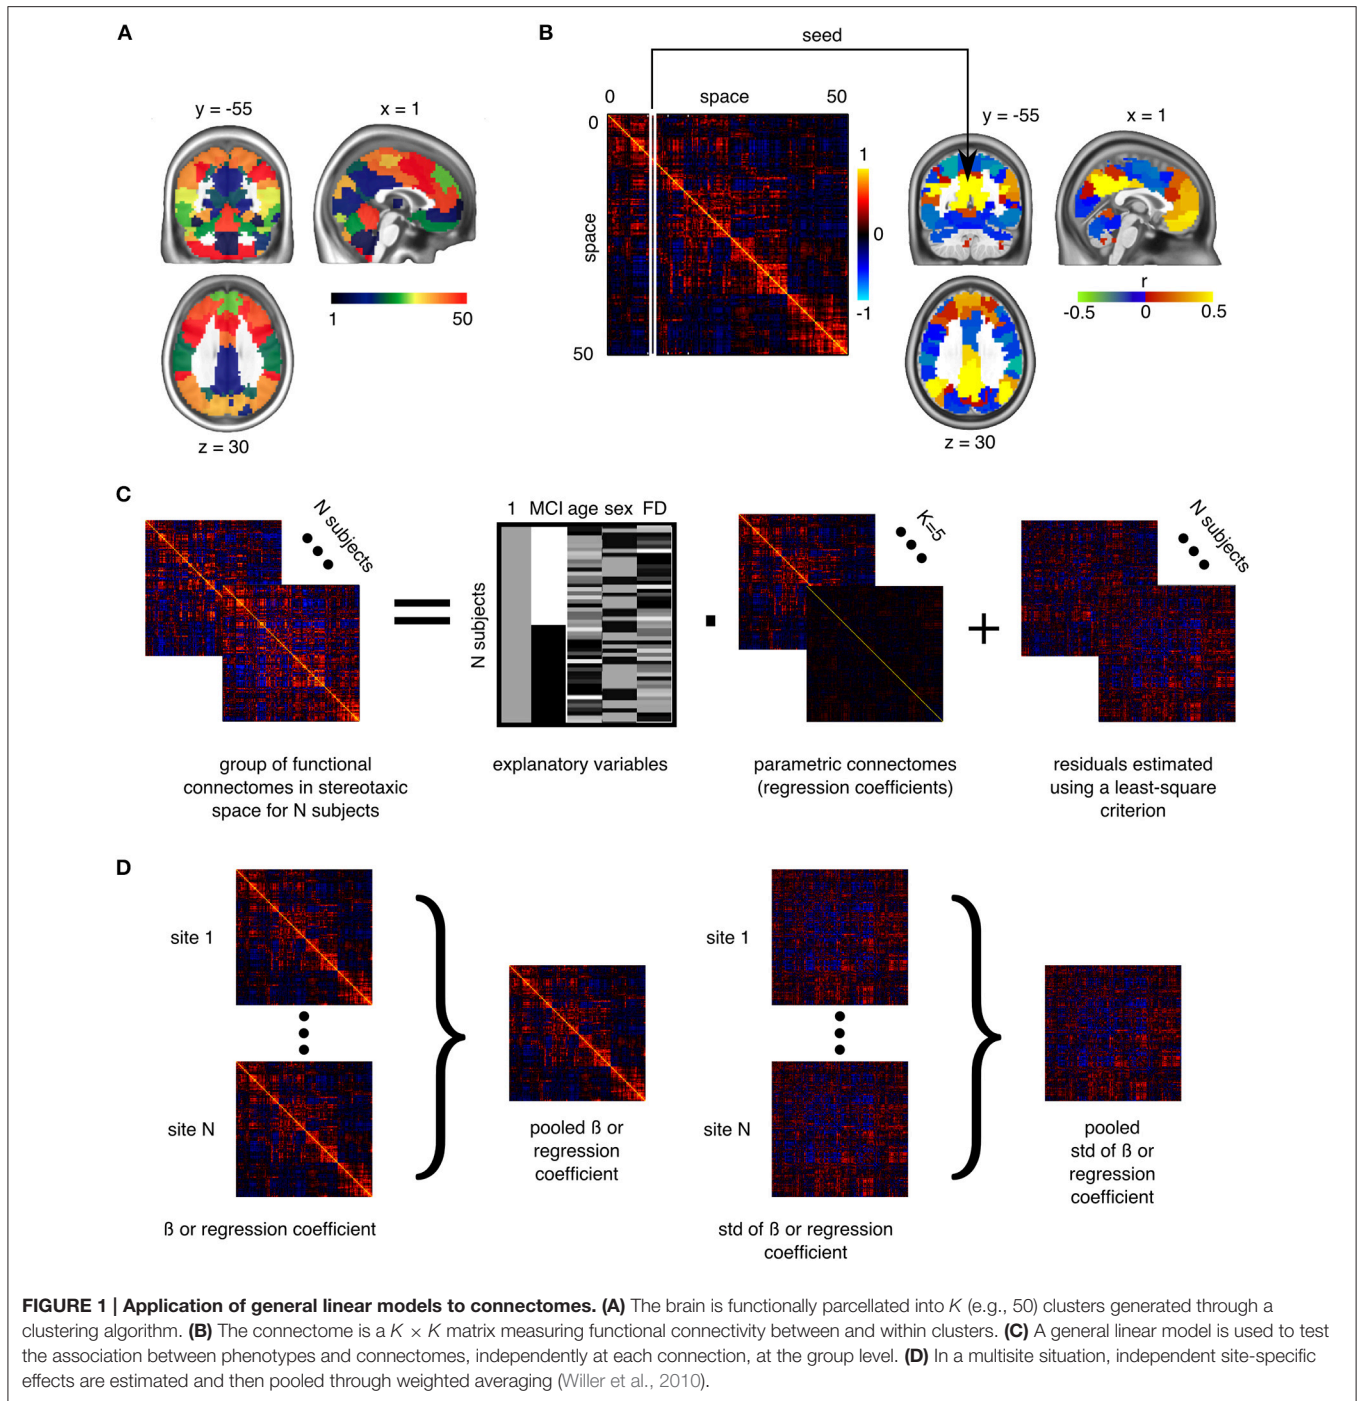 A
y = -55
x = 1
1
50
z = 30
B
seed
0
space
50
0
space
50
1
0
-1
y = -55
x = 1
r
-0.5
0
0.5
z = 30
C
N subjects
1 MCI age sex FD
N subjects
K=5
N subjects
group of functional
connectomes in stereotaxic
space for N subjects
explanatory variables
parametric connectomes
(regression coefficients)
residuals estimated
using a least-square
criterion
D
site 1
site N
ß or regression coefficient
pooled ß or
regression
coefficient
site 1
site N
std of ß or regression
coefficient
pooled
std of ß or
regression
coefficient
FIGURE 1 | Application of general linear models to connectomes. (A) The brain is functionally parcellated into K (e.g., 50) clusters generated through a
clustering algorithm. (B) The connectome is a K × K matrix measuring functional connectivity between and within clusters. (C) A general linear model is used to test
the association between phenotypes and connectomes, independently at each connection, at the group level. (D) In a multisite situation, independent site-specific
effects are estimated and then pooled through weighted averaging (Willer et al., 2010).